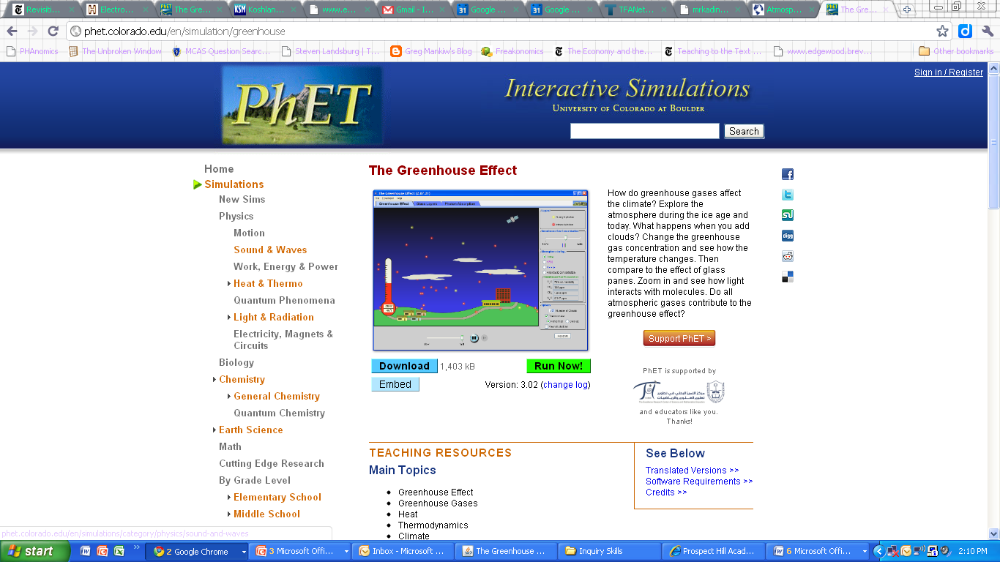 Revisiti...
Electro...
The Gre...
Koshlan...
www.e...
Gmail - I...
Google ...
Google ...
TFANet...
mrkadin...
Atmosp...
The Gre...
phet.colorado.edu/en/simulation/greenhouse
PHAnomics
The Unbroken Window
MCAS Question Searc...
Steven Landsburg | T...
Greg Mankiw's Blog
Freakonomics
The Economy and the...
Teaching to the Text ...
www.edgewood.brev...
Other bookmarks
Sign in / Register
PhET
Interactive Simulations
University of Colorado at Boulder
Search
Home
Simulations
New Sims
Physics
Motion
Sound & Waves
Work, Energy & Power
Heat & Thermo
Quantum Phenomena
Light & Radiation
Electricity, Magnets &
Circuits
Biology
Chemistry
General Chemistry
Quantum Chemistry
Earth Science
Math
Cutting Edge Research
By Grade Level
Elementary School
Middle School
The Greenhouse Effect
How do greenhouse gases affect
the climate? Explore the
atmosphere during the ice age and
today. What happens when you add
clouds? Change the greenhouse
gas concentration and see how the
temperature changes. Then
compare to the effect of glass
panes. Zoom in and see how light
interacts with molecules. Do all
atmospheric gases contribute to the
greenhouse effect?
Download 1,403 kB
Run Now!
Embed
Version: 3.02 (change log)
Support PhET >
PhET is supported by
and educators like you.
Thanks!
TEACHING RESOURCES
Main Topics
Greenhouse Effect
Greenhouse Gases
Heat
Thermodynamics
Climate
See Below
Translated Versions >>
Software Requirements >>
Credits >>
phet.colorado.edu/en/simulations/category/physics/sound-and-waves
start
2 Google Chrome
3 Microsoft Offi...
Inbox - Microsoft ...
The Greenhouse ...
Inquiry Skills
Prospect Hill Acad...
6 Microsoft Offi...
2:10 PM